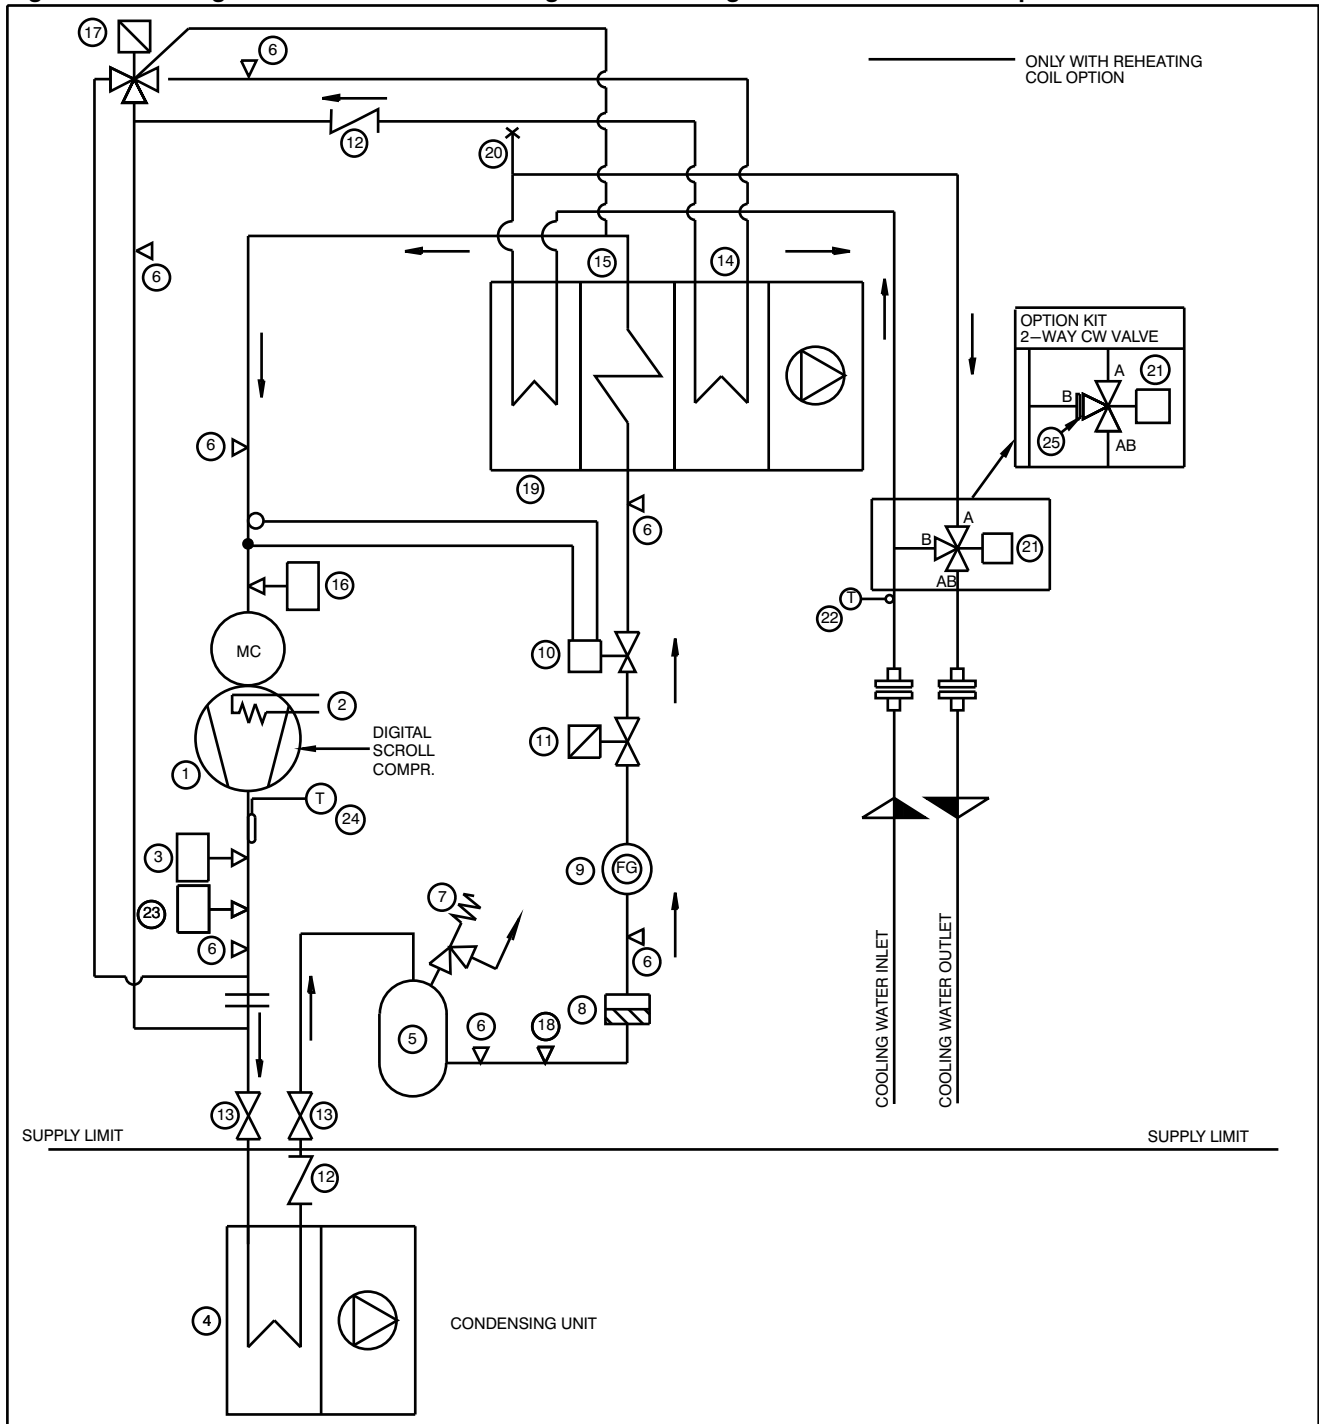 17
6
ONLY WITH REHEATING
COIL OPTION
12
20
6
15
14
OPTION KIT
2–WAY CW VALVE
A
21
B
25
AB
6
19
6
A
B
21
AB
16
T
22
MC
10
2
DIGITAL
SCROLL
COMPR.
11
1
T
24
3
9
FG
7
23
6
6
8
5
6
18
COOLING WATER INLET
COOLING WATER OUTLET
13
13
SUPPLY LIMIT
SUPPLY LIMIT
12
4
CONDENSING UNIT